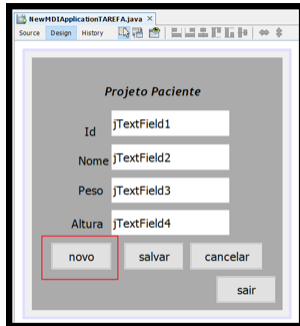 NewMDIApplicationTAREFA.java ×
Source Design History
Projeto Paciente
Id jTextField1
Nome jTextField2
Peso jTextField3
Altura jTextField4
novo salvar cancelar
sair